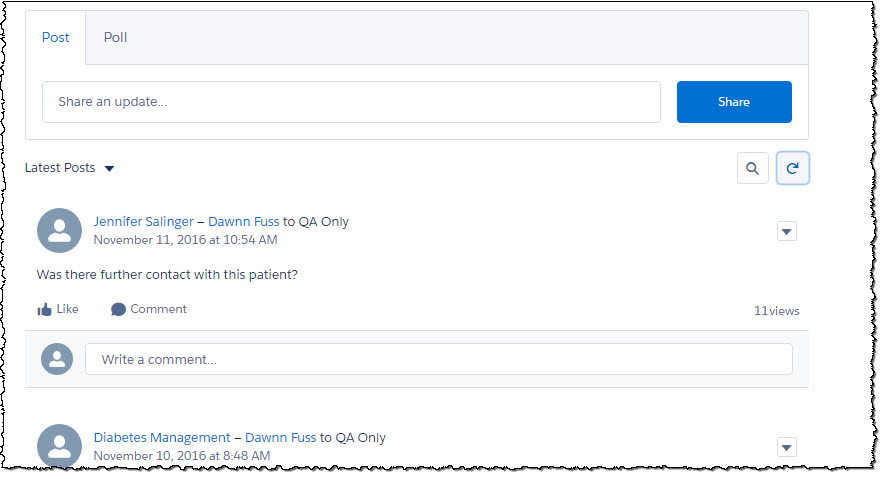 Post Poll
Share an update... Share
Latest Posts
Jennifer Salinger – Dawnn Fuss to QA Only
November 11, 2016 at 10:54 AM
Was there further contact with this patient?
Like Comment 11views
Write a comment...
Diabetes Management – Dawnn Fuss to QA Only
November 10, 2016 at 8:48 AM